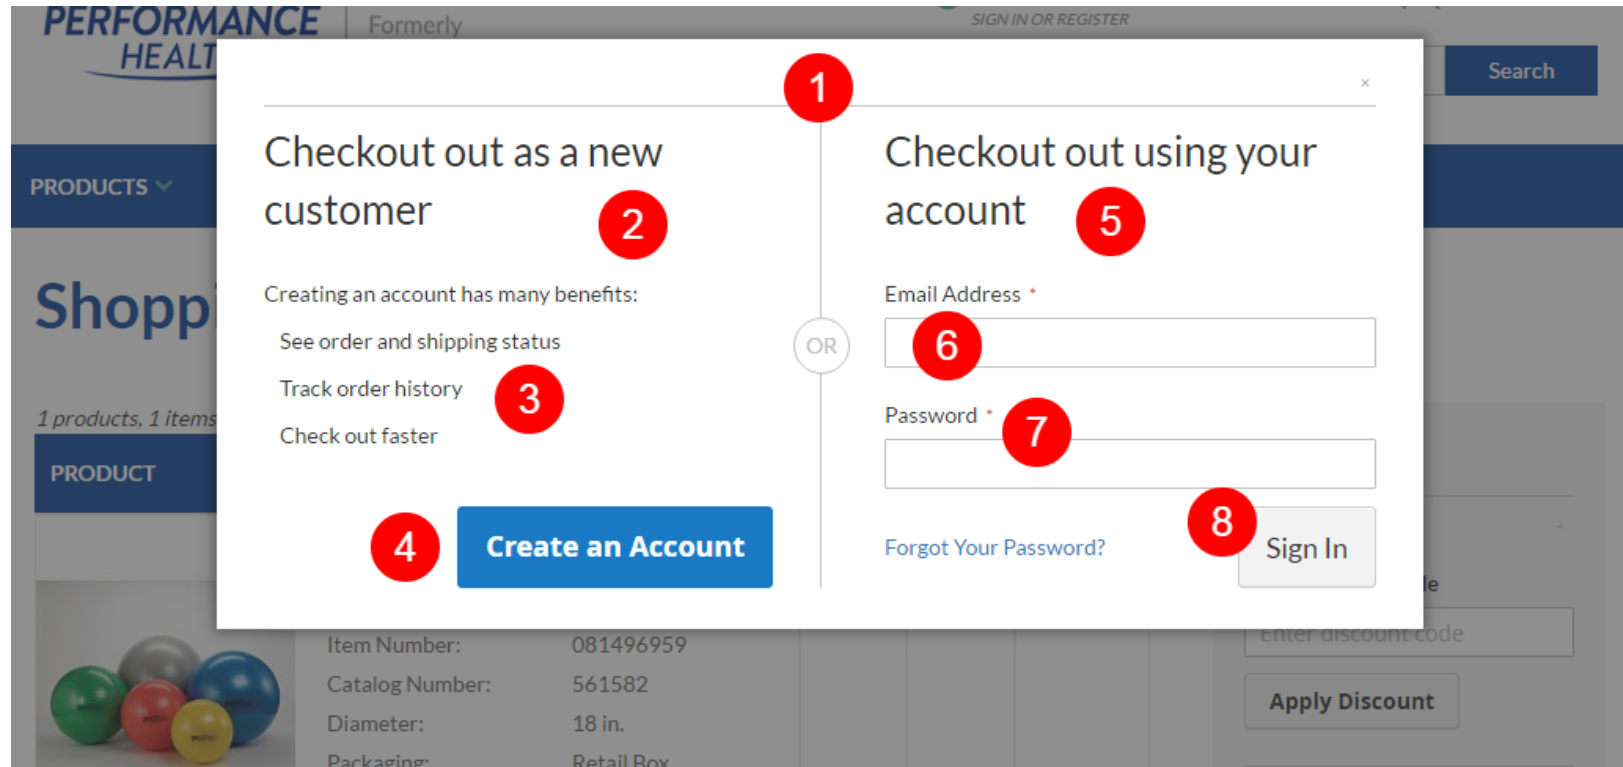 PERFORMANCE
HEALT
Formerly
SIGN IN OR REGISTER
Search
PRODUCTS
1
×
Checkout out as a new
customer
2
Checkout out using your
account
5
Shoppi
Creating an account has many benefits:
See order and shipping status
Track order history
3
Check out faster
OR
Email Address *
6
Password *
7
1 products, 1 items
PRODUCT
4
Create an Account
Forgot Your Password?
8
Sign In
Item Number: 081496959
Catalog Number: 561582
Diameter: 18 in.
Packaging: Retail Box
Enter discount code
Apply Discount